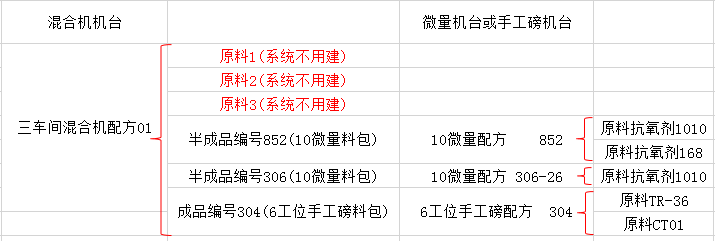 混合机机台
微量机台或手工磅机台
三车间混合机配方01
原料1(系统不用建)
原料2(系统不用建)
原料3(系统不用建)
半成品编号852(10微量料包)
10微量配方 852
原料抗氧剂1010
原料抗氧剂168
半成品编号306(10微量料包)
10微量配方 306-26
原料抗氧剂1010
成品编号304(6工位手工磅料包)
6工位手工磅配方 304
原料TR-36
原料CT01